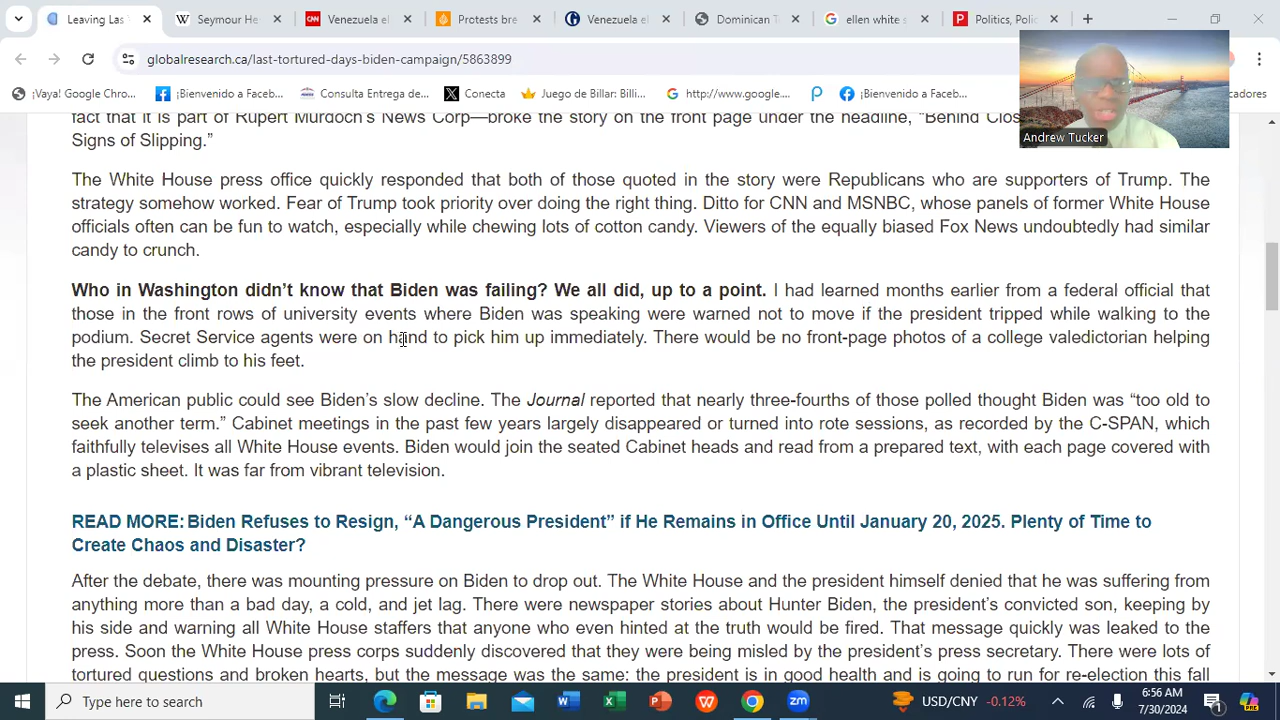 Leaving Las
Seymour He
CNN
Venezuela el
Protests bre
Venezuela el
Dominican T
ellen white s
Politics, Poli
globalresearch.ca/last-tortured-days-biden-campaign/5863899
¡Vaya! Google Chro...
¡Bienvenido a Faceb...
Consulta Entrega de...
Conecta
Juego de Billar: Billi...
http://www.google....
¡Bienvenido a Faceb...
cadores
fact that it is part of Rupert Murdoch's News Corp—broke the story on the front page under the headline, "Behind Clos
Signs of Slipping."
Andrew Tucker
The White House press office quickly responded that both of those quoted in the story were Republicans who are supporters of Trump. The
strategy somehow worked. Fear of Trump took priority over doing the right thing. Ditto for CNN and MSNBC, whose panels of former White House
officials often can be fun to watch, especially while chewing lots of cotton candy. Viewers of the equally biased Fox News undoubtedly had similar
candy to crunch.
Who in Washington didn't know that Biden was failing? We all did, up to a point. I had learned months earlier from a federal official that
those in the front rows of university events where Biden was speaking were warned not to move if the president tripped while walking to the
podium. Secret Service agents were on hand to pick him up immediately. There would be no front-page photos of a college valedictorian helping
the president climb to his feet.
The American public could see Biden's slow decline. The Journal reported that nearly three-fourths of those polled thought Biden was "too old to
seek another term." Cabinet meetings in the past few years largely disappeared or turned into rote sessions, as recorded by the C-SPAN, which
faithfully televises all White House events. Biden would join the seated Cabinet heads and read from a prepared text, with each page covered with
a plastic sheet. It was far from vibrant television.
READ MORE: Biden Refuses to Resign, "A Dangerous President" if He Remains in Office Until January 20, 2025. Plenty of Time to
Create Chaos and Disaster?
After the debate, there was mounting pressure on Biden to drop out. The White House and the president himself denied that he was suffering from
anything more than a bad day, a cold, and jet lag. There were newspaper stories about Hunter Biden, the president's convicted son, keeping by
his side and warning all White House staffers that anyone who even hinted at the truth would be fired. That message quickly was leaked to the
press. Soon the White House press corps suddenly discovered that they were being misled by the president's press secretary. There were lots of
tortured questions and broken hearts, but the message was the same: the president is in good health and is going to run for re-election this fall
Type here to search
USD/CNY -0.12%
6:56 AM
7/30/2024